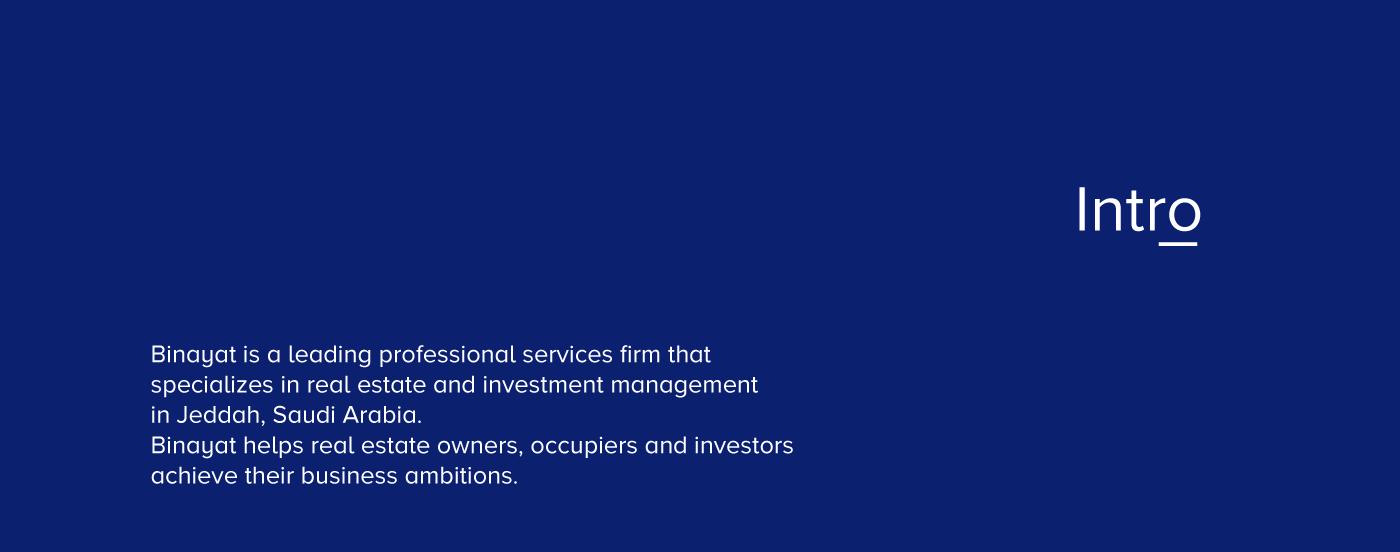 Intro
Binayat is a leading professional services firm that
specializes in real estate and investment management
in Jeddah, Saudi Arabia.
Binayat helps real estate owners, occupiers and investors
achieve their business ambitions.